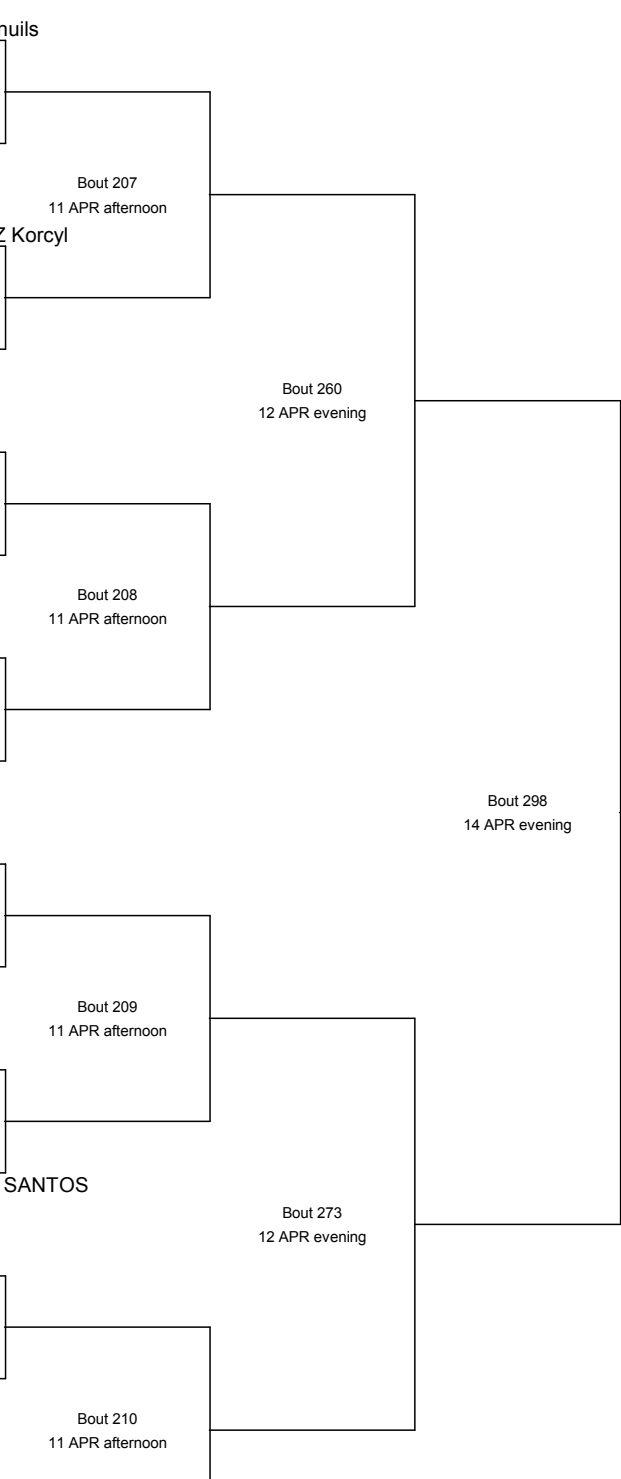 Bout 207
11 APR afternoon
Korcyl
Bout 260
12 APR evening
Bout 208
11 APR afternoon
Bout 298
14 APR evening
Bout 209
11 APR afternoon
SANTOS
Bout 273
12 APR evening
Bout 210
11 APR afternoon